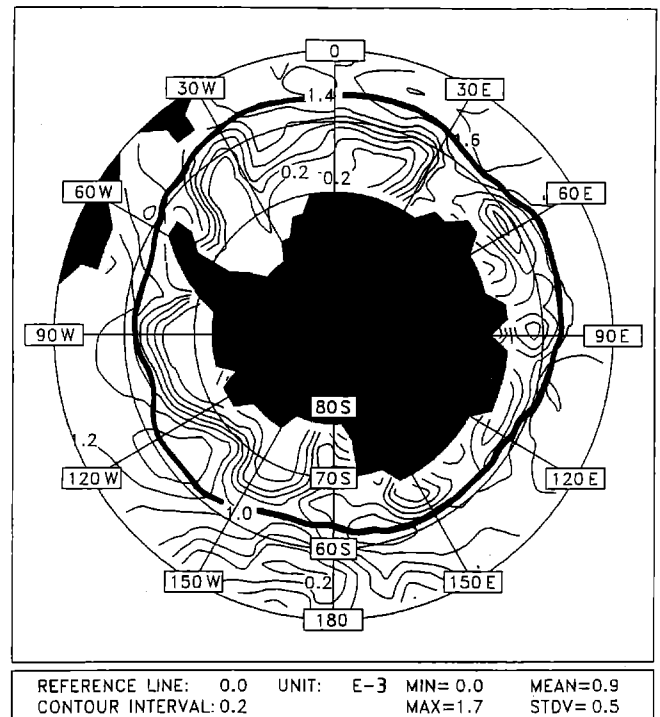 0
30W
30E
1.4
1.6
60W
0.2
0.2
60E
90W
90E
80S
1.2
120W
70S
120E
1.0
60S
150W
0.2
150E
180
REFERENCE LINE: 0.0 UNIT: E-3 MIN= 0.0 MEAN=0.9
CONTOUR INTERVAL: 0.2 MAX=1.7 STDV= 0.5